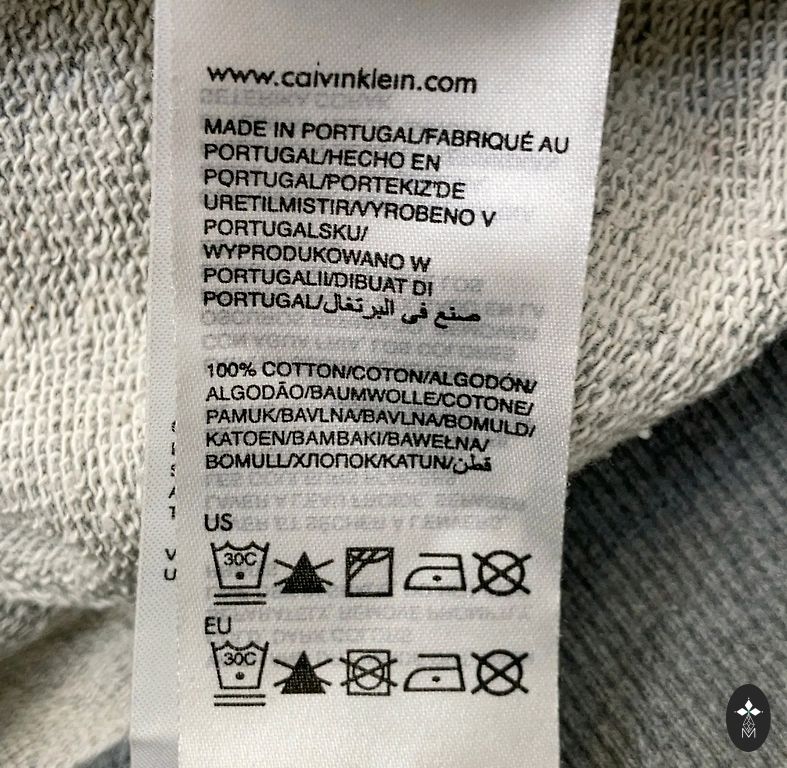 www.calvinklein.com
MADE IN PORTUGAL/FABRIQUÉ AU
PORTUGAL/HECHO EN
PORTUGAL/PORTEKIZ'DE
URETILMISTIR/VYROBENO V
PORTUGALSKU/
WYPRODUKOWANO W
PORTUGALII/DIBUAT DI
PORTUGAL/صنع في البرتغال
100% COTTON/COTON/ALGODÓN/
ALGODÃO/BAUMWOLLE/COTONE/
PAMUK/BAVLNA/BAVLNA/BOMULD/
KATOEN/BAMBAKI/BAWEŁNA/
BOMULL/ХЛОПОК/KATUN/قطن
US
30C
EU
30C
M